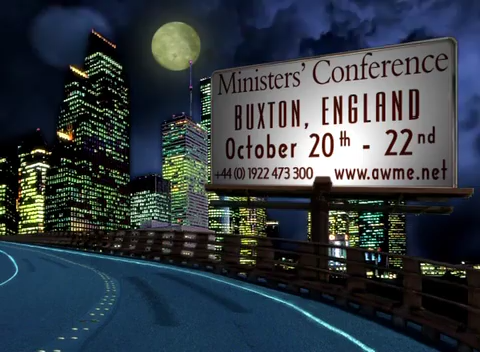 Ministers' Conference
BUXTON, ENGLAND
October 20th - 22nd
+44 (0) 1922 473 300 www.awme.net